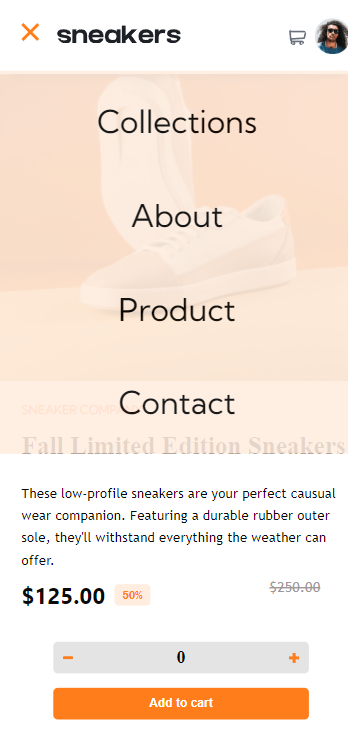 sneakers
Collections
About
Product
Contact
SNEAKER COMP
Fall Limited Edition Sneakers
These low-profile sneakers are your perfect causual
wear companion. Featuring a durable rubber outer
sole, they'll withstand everything the weather can
offer.
$125.00 50% $250.00
0
Add to cart